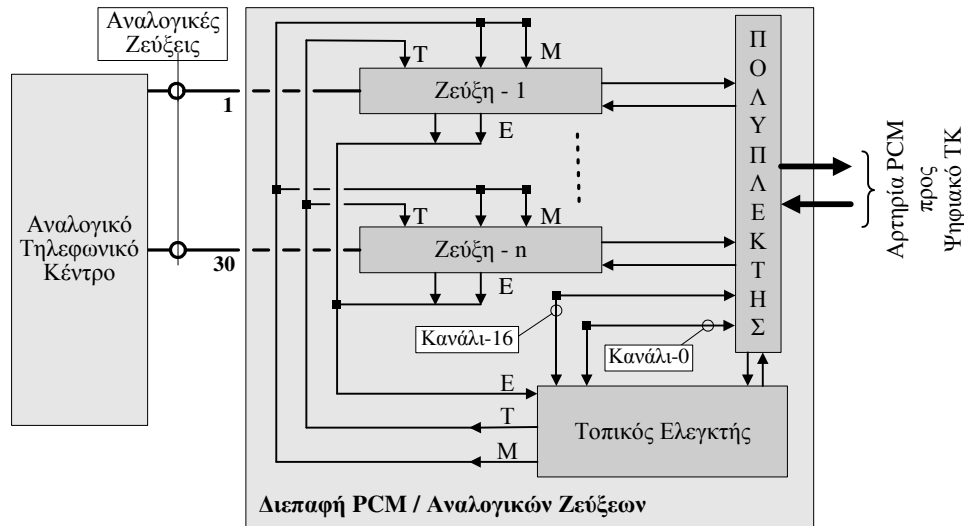 Αναλογικές
Ζεύξεις
Αναλογικό
Τηλεφωνικό
Κέντρο
1
30
T
M
Ζεύξη - 1
E
T
M
Ζεύξη - n
E
Κανάλι-16
Κανάλι-0
E
T
M
Τοπικός Ελεγκτής
ΠΟΛΥΠΛΕΚΤΗΣ
Αρτηρία PCM
προς
Ψηφιακό ΤΚ
Διεπαφή PCM / Αναλογικών Ζεύξεων